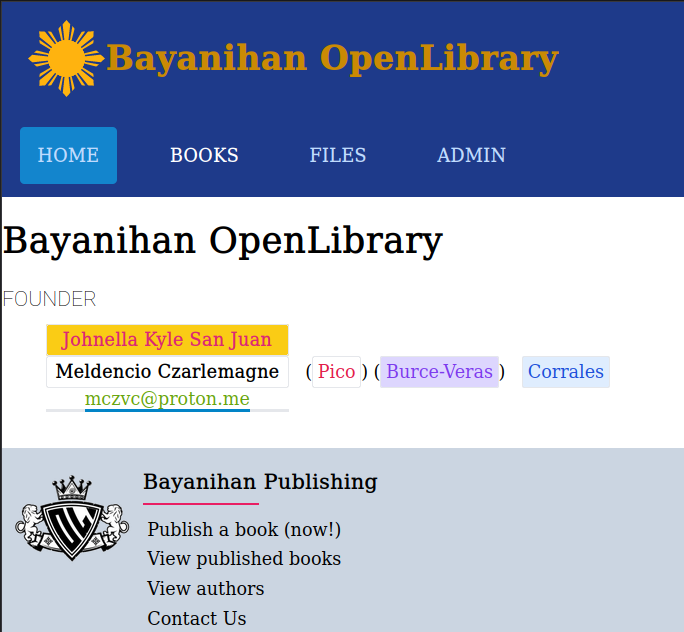 Bayanihan OpenLibrary
HOME BOOKS FILES ADMIN
Bayanihan OpenLibrary
FOUNDER
Johnella Kyle San Juan
Meldencio Czarlemagne (Pico) (Burce-Veras) Corrales
mczvc@proton.me
Bayanihan Publishing
Publish a book (now!)
View published books
View authors
Contact Us